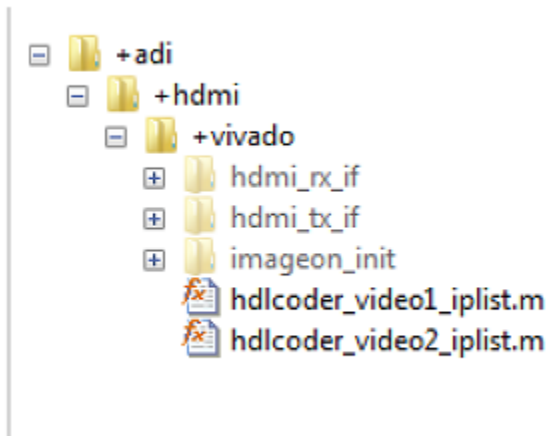 +adi
+hdmi
+vivado
hdmi_rx_if
hdmi_tx_if
imageon_init
hdlcoder_video1_iplist.m
hdlcoder_video2_iplist.m